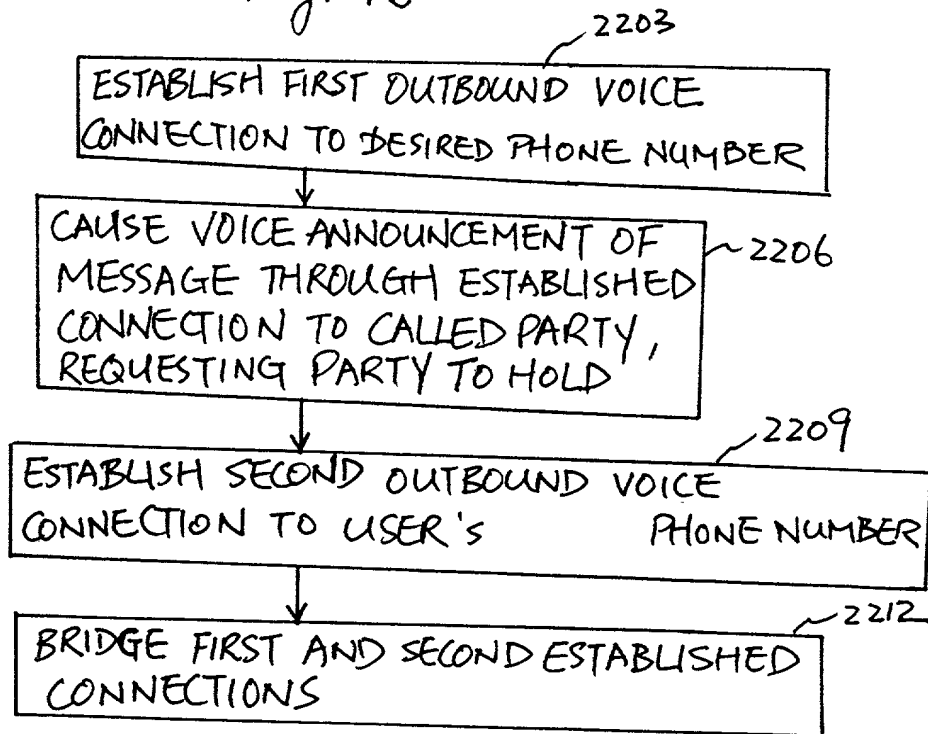 2203
ESTABLISH FIRST OUTBOUND VOICE
CONNECTION TO DESIRED PHONE NUMBER
CAUSE VOICE ANNOUNCEMENT OF
MESSAGE THROUGH ESTABLISHED
CONNECTION TO CALLED PARTY,
REQUESTING PARTY TO HOLD
2206
2209
ESTABLISH SECOND OUTBOUND VOICE
CONNECTION TO USER'S PHONE NUMBER
2212
BRIDGE FIRST AND SECOND ESTABLISHED
CONNECTIONS